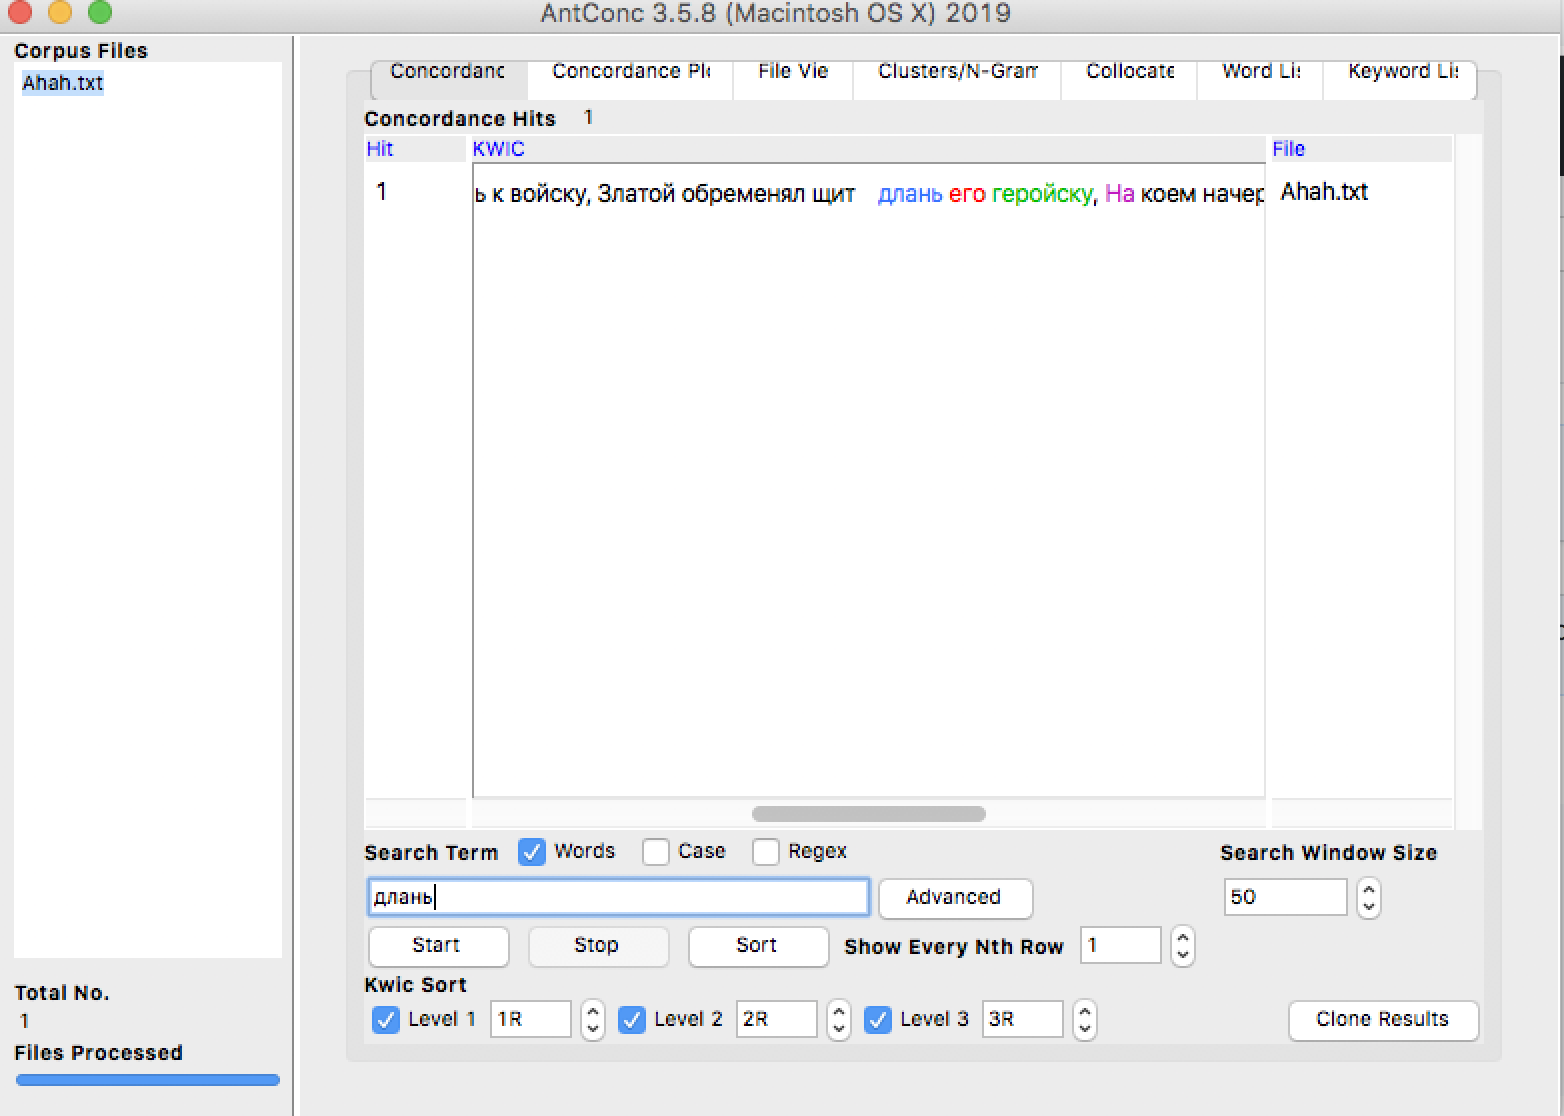 AntConc 3.5.8 (Macintosh OS X) 2019
Corpus Files
Ahah.txt
Concordanc Concordance Plo File Vie Clusters/N-Gram Collocate Word Lis Keyword Lis
Concordance Hits 1
Hit KWIC File
1 ь к войску, Златой обременял щит длань его геройску, На коем начер Ahah.txt
Search Term Words Case Regex Search Window Size
длань Advanced 50
Start Stop Sort Show Every Nth Row 1
Kwic Sort
Level 1 1R Level 2 2R Level 3 3R Clone Results
Total No.
1
Files Processed